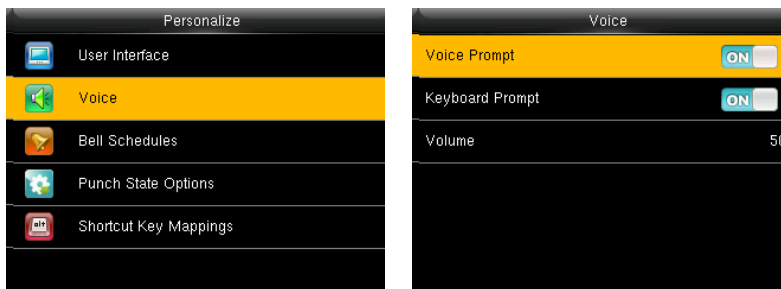 Personalize
User Interface
Voice
Bell Schedules
Punch State Options
alt
Shortcut Key Mappings
Voice
Voice Prompt ON
Keyboard Prompt ON
Volume